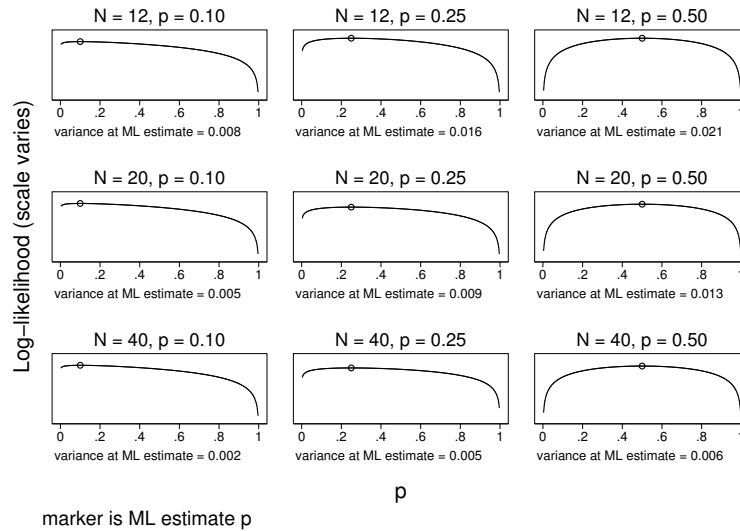 N = 12, p = 0.10
N = 12, p = 0.25
N = 12, p = 0.50
0 .2 .4 .6 .8 1
0 .2 .4 .6 .8 1
0 .2 .4 .6 .8 1
variance at ML estimate = 0.008
variance at ML estimate = 0.016
variance at ML estimate = 0.021
N = 20, p = 0.10
N = 20, p = 0.25
N = 20, p = 0.50
0 .2 .4 .6 .8 1
0 .2 .4 .6 .8 1
0 .2 .4 .6 .8 1
variance at ML estimate = 0.005
variance at ML estimate = 0.009
variance at ML estimate = 0.013
N = 40, p = 0.10
N = 40, p = 0.25
N = 40, p = 0.50
0 .2 .4 .6 .8 1
0 .2 .4 .6 .8 1
0 .2 .4 .6 .8 1
variance at ML estimate = 0.002
variance at ML estimate = 0.005
variance at ML estimate = 0.006
Log−likelihood (scale varies)
p
marker is ML estimate p